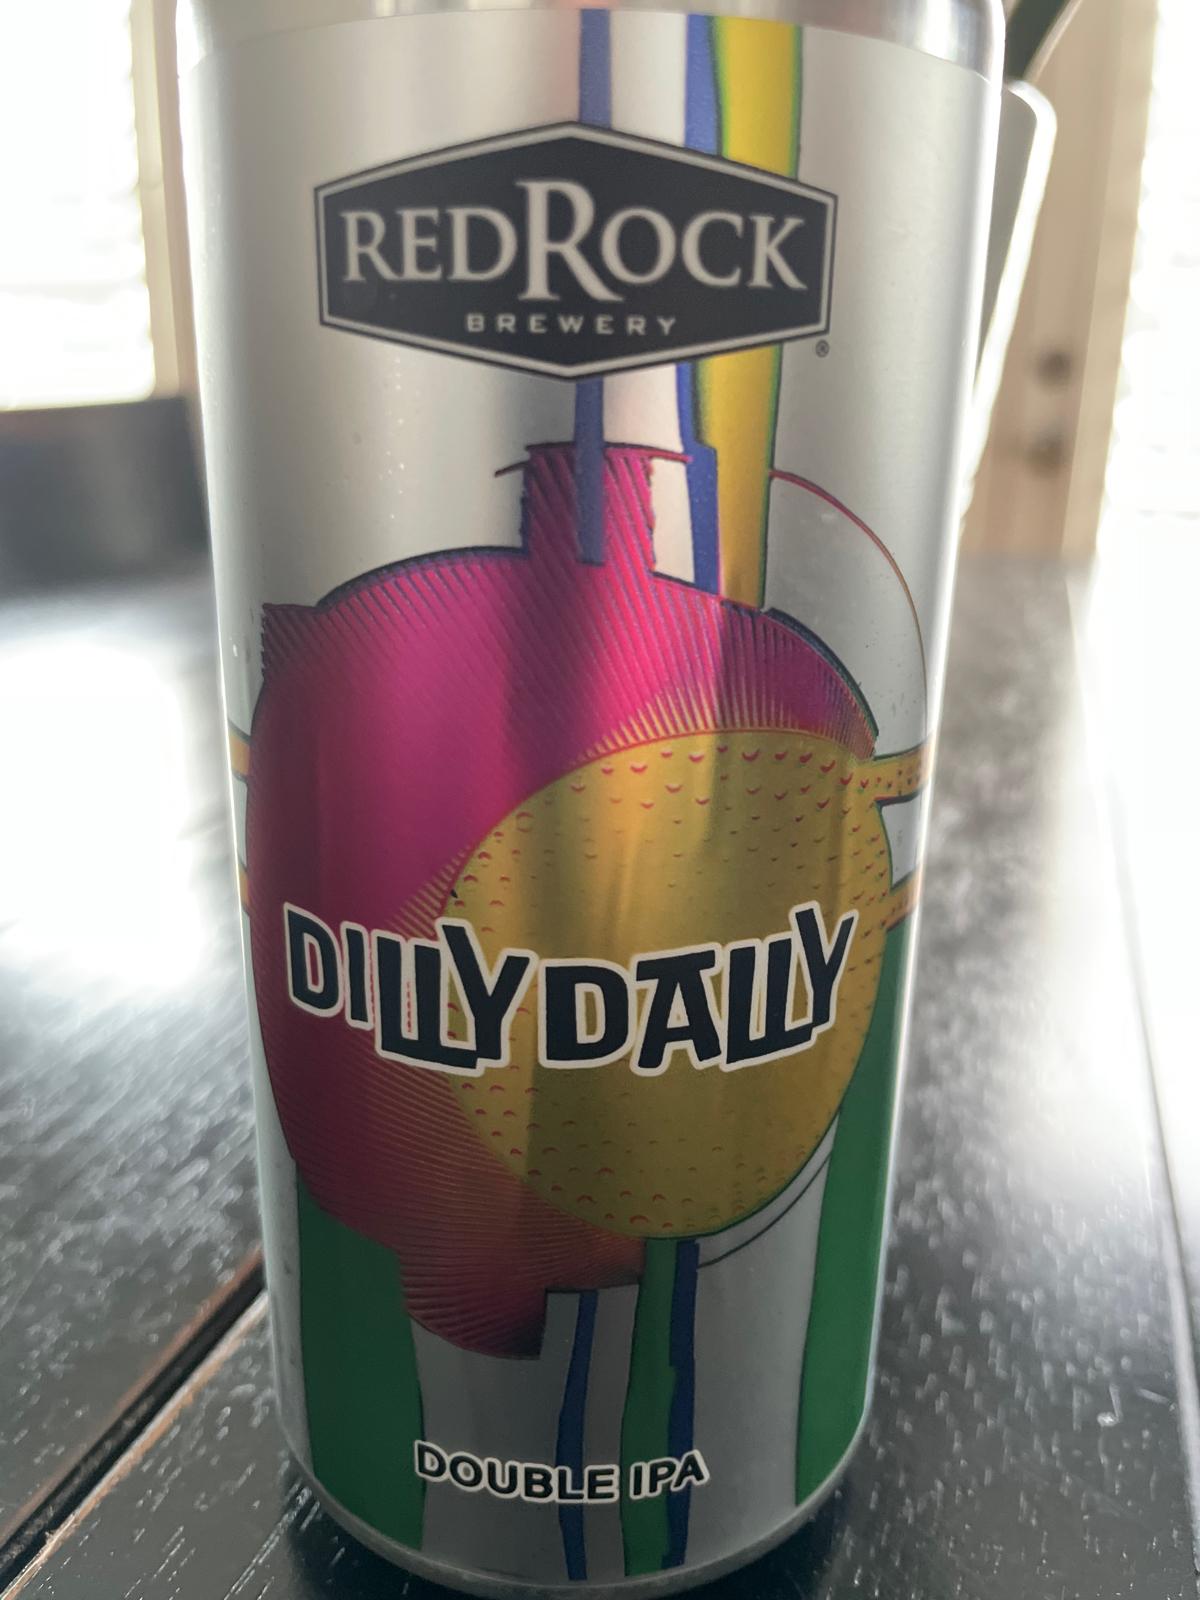 REDROCK
BREWERY
®
DILLY DALLY
DOUBLE IPA